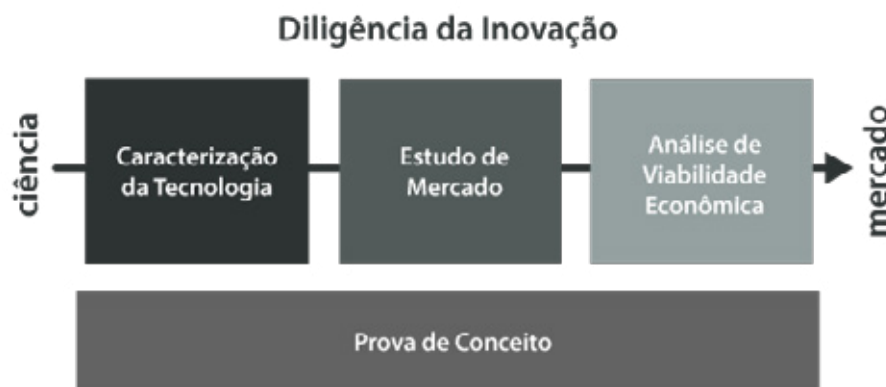 Diligência da Inovação
ciência
Caracterização
da Tecnologia
Estudo de
Mercado
Análise de
Viabilidade
Econômica
mercado
Prova de Conceito